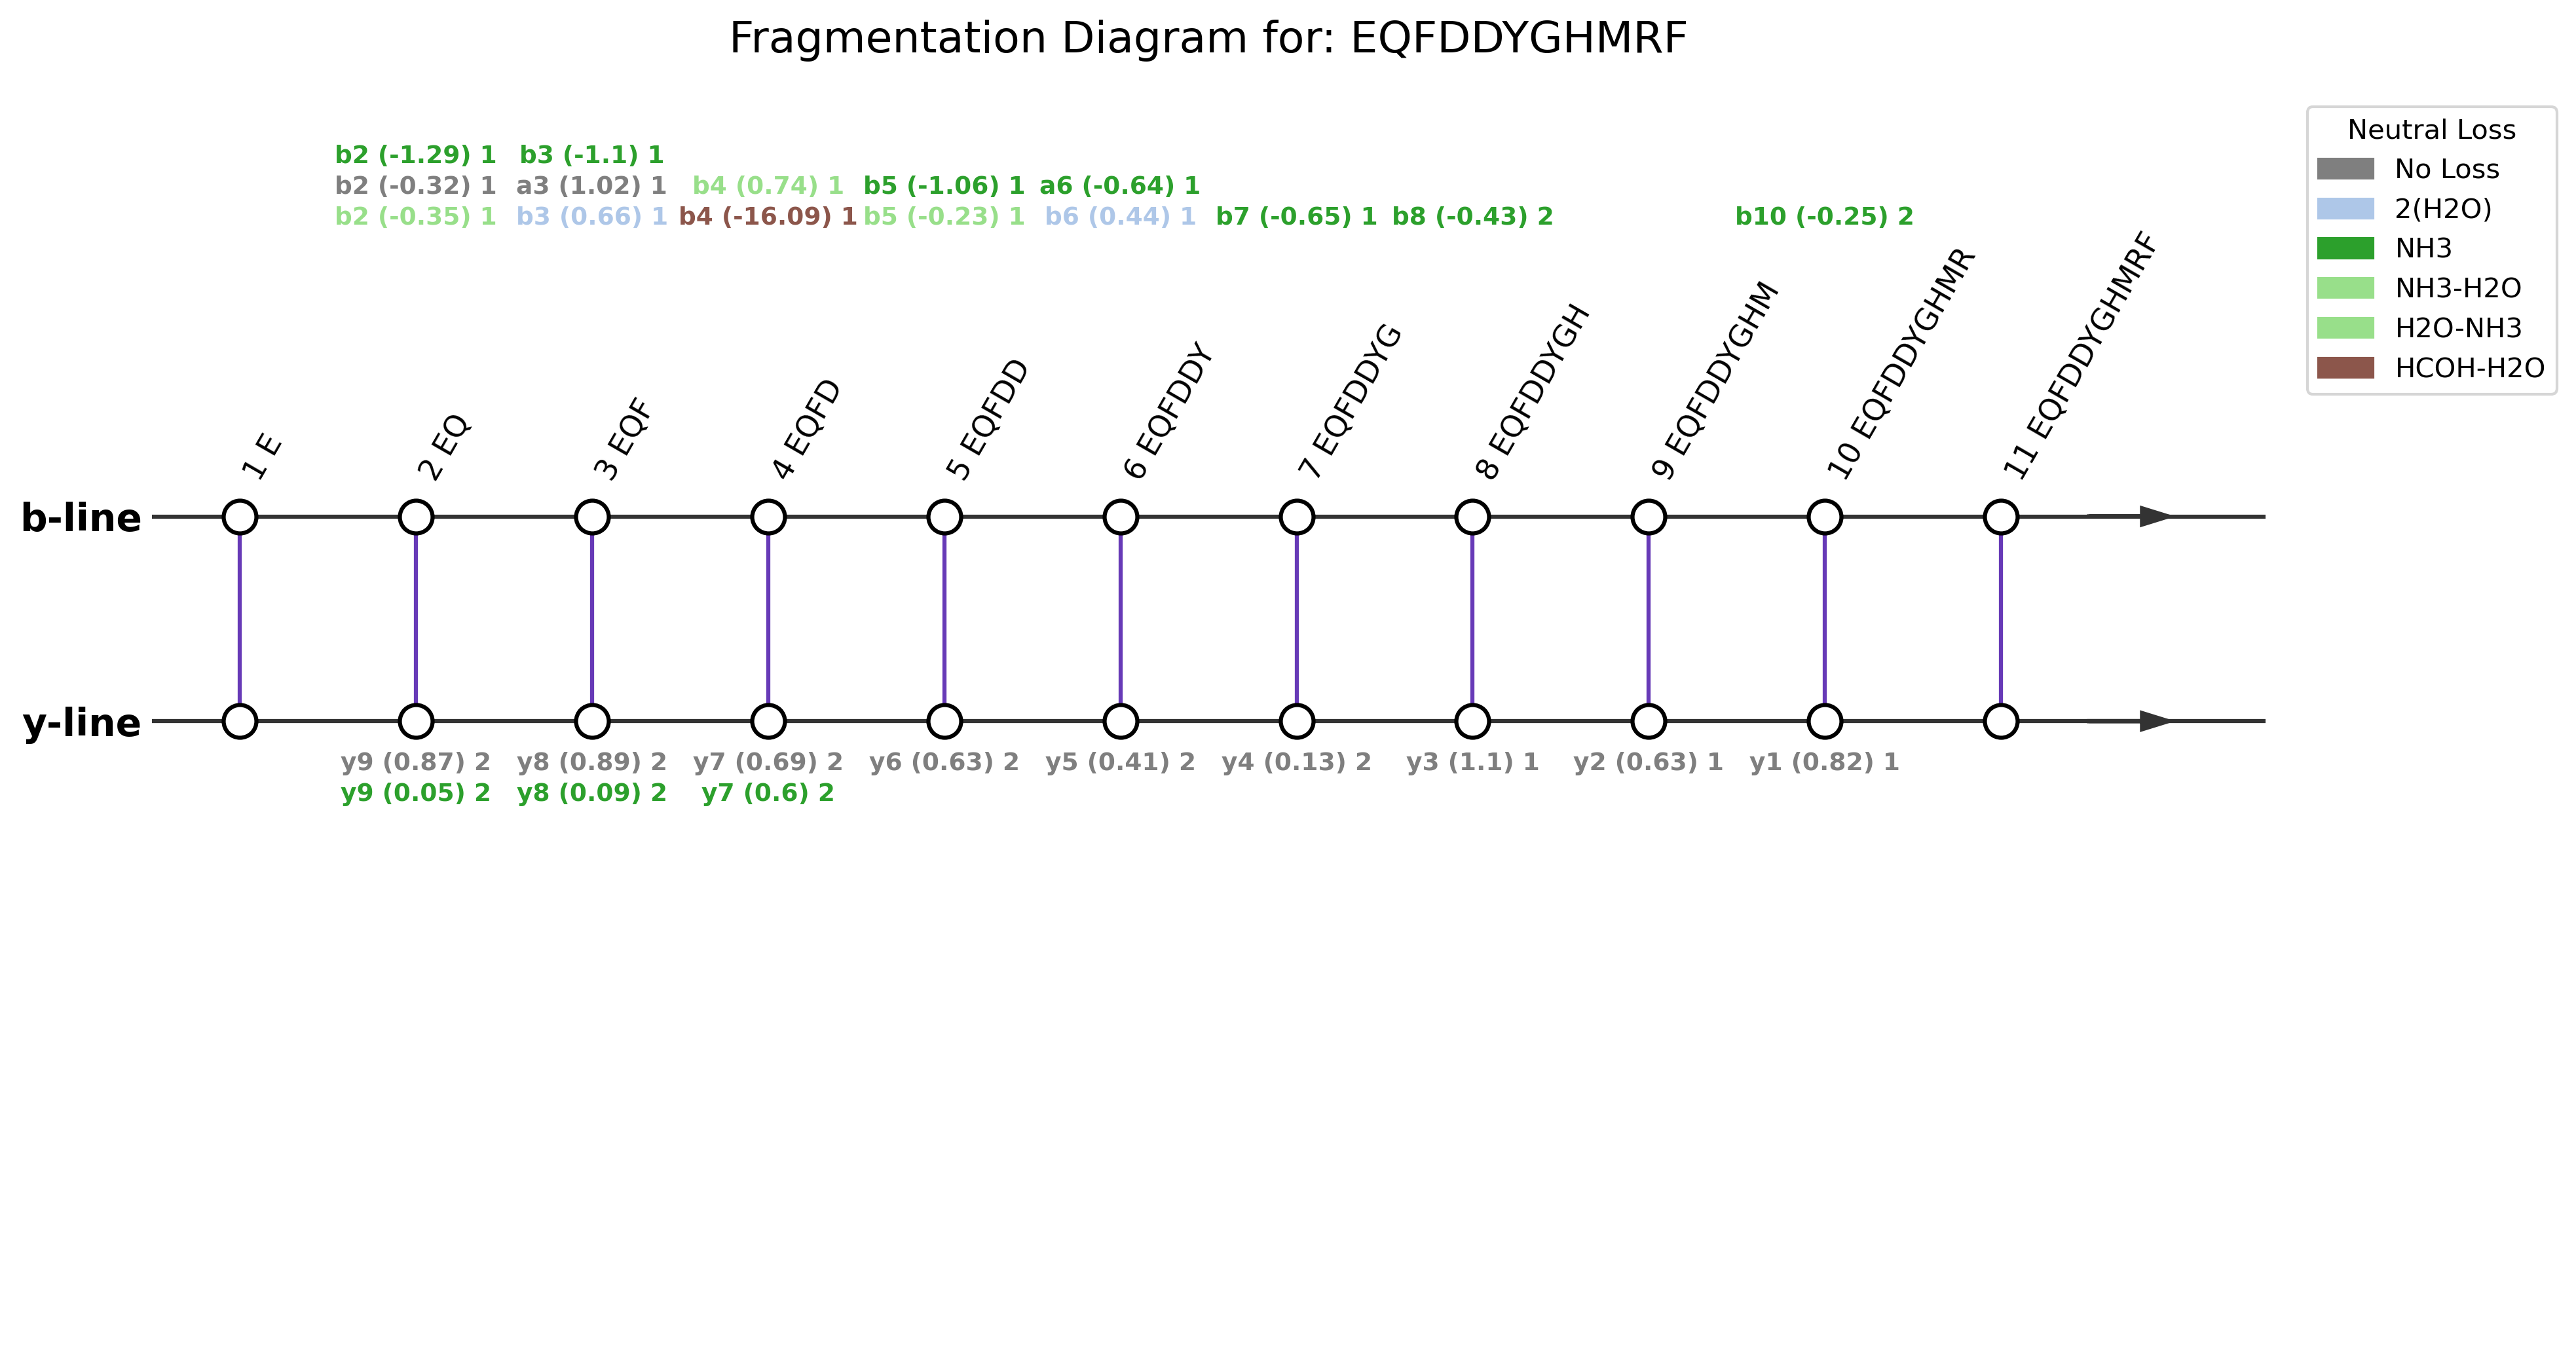 Fragmentation Diagram for: EQFDDYGHMRF
Neutral Loss
No Loss
2(H2O)
NH3
NH3-H2O
H2O-NH3
HCOH-H2O
b2 (-1.29) 1 b3 (-1.1) 1
b2 (-0.32) 1 a3 (1.02) 1 b4 (0.74) 1 b5 (-1.06) 1 a6 (-0.64) 1
b2 (-0.35) 1 b3 (0.66) 1 b4 (-16.09) 1 b5 (-0.23) 1 b6 (0.44) 1 b7 (-0.65) 1 b8 (-0.43) 2 b10 (-0.25) 2
1 E
2 EQ
3 EQF
4 EQFD
5 EQFDD
6 EQFDDY
7 EQFDDYG
8 EQFDDYGH
9 EQFDDYGHM
10 EQFDDYGHMR
11 EQFDDYGHMRF
b-line
y-line
y9 (0.87) 2 y8 (0.89) 2 y7 (0.69) 2 y6 (0.63) 2 y5 (0.41) 2 y4 (0.13) 2 y3 (1.1) 1 y2 (0.63) 1 y1 (0.82) 1
y9 (0.05) 2 y8 (0.09) 2 y7 (0.6) 2